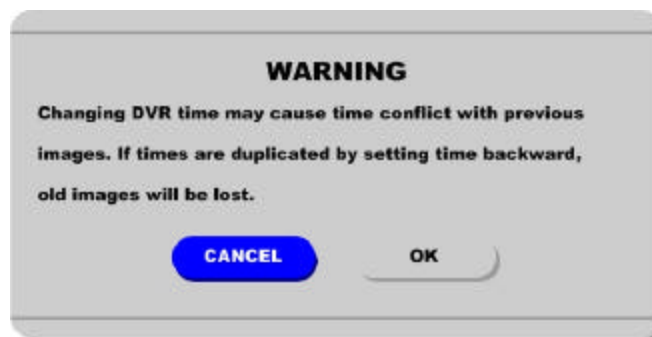 WARNING
Changing DVR time may cause time conflict with previous
images. If times are duplicated by setting time backward,
old images will be lost.
CANCEL OK